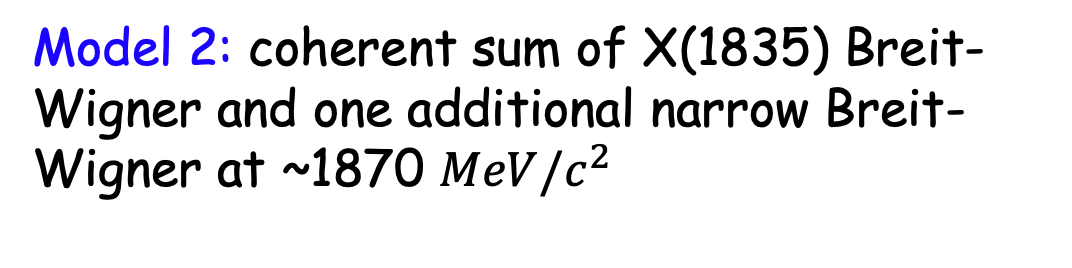 Model 2: coherent sum of X(1835) Breit-
Wigner and one additional narrow Breit-
Wigner at ~1870 MeV/c²